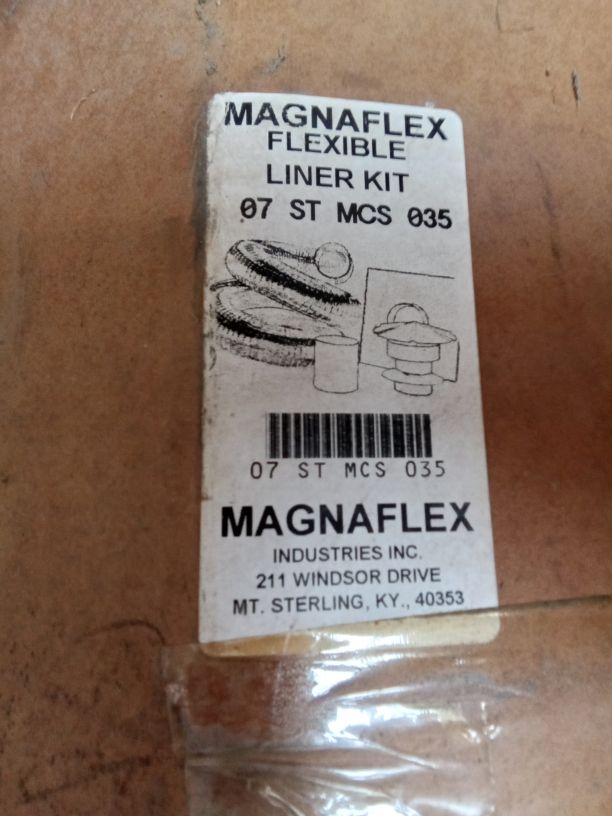 MAGNAFLEX
FLEXIBLE
LINER KIT
07 ST MCS 035
07 ST MCS 035
MAGNAFLEX
INDUSTRIES INC.
211 WINDSOR DRIVE
MT. STERLING, KY., 40353